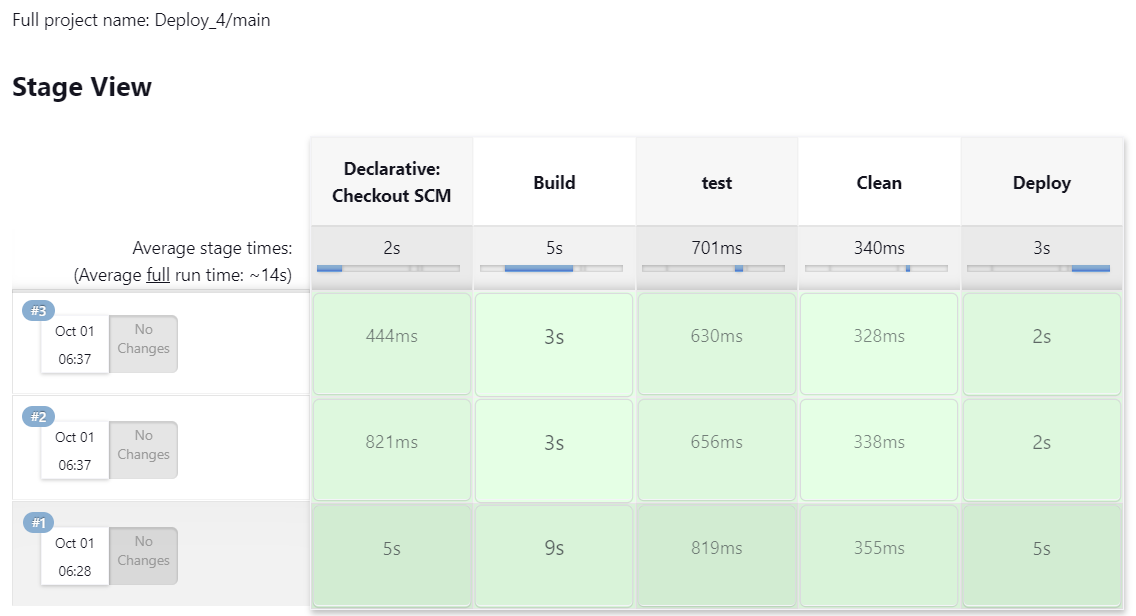 Full project name: Deploy_4/main
Stage View
Declarative: Checkout SCM
Build
test
Clean
Deploy
Average stage times:
(Average full run time: ~14s)
2s
5s
701ms
340ms
3s
#3
Oct 01
06:37
No Changes
444ms
3s
630ms
328ms
2s
#2
Oct 01
06:37
No Changes
821ms
3s
656ms
338ms
2s
#1
Oct 01
06:28
No Changes
5s
9s
819ms
355ms
5s